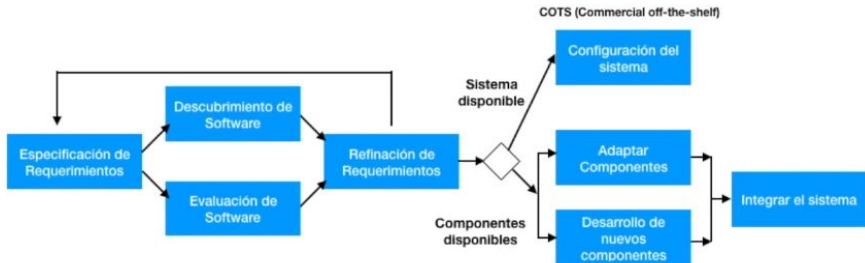 COTS (Commercial off-the-shelf)
Configuración del
sistema
Sistema
disponible
Descubrimiento de
Software
Especificación de
Requerimientos
Refinación de
Requerimientos
Adaptar
Componentes
Evaluación de
Software
Integrar el sistema
Componentes
disponibles
Desarrollo de
nuevos
componentes